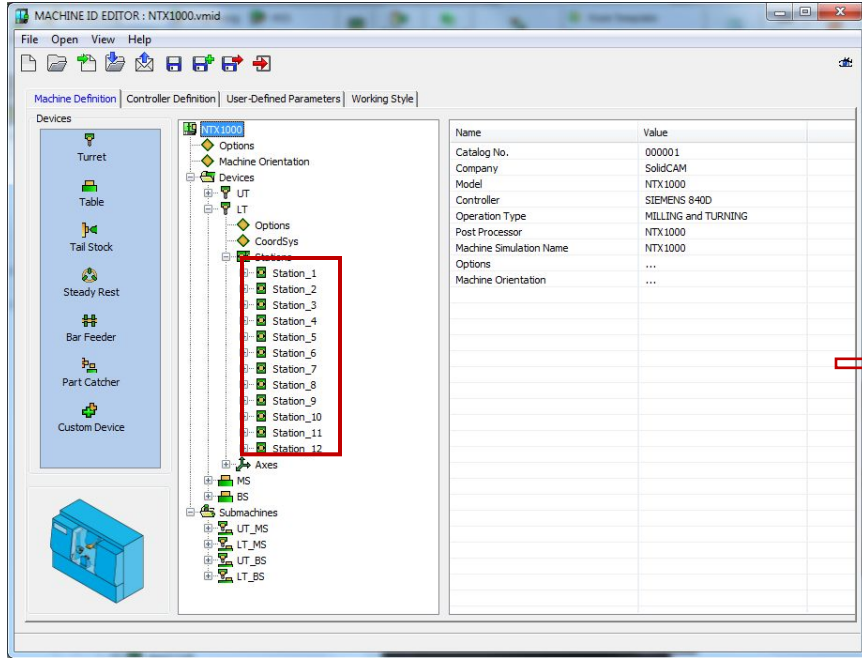 MACHINE ID EDITOR : NTX1000.vmid
File Open View Help
Machine Definition Controller Definition User-Defined Parameters Working Style
Devices
Turret
Table
Tail Stock
Steady Rest
Bar Feeder
Part Catcher
Custom Device
NTX1000
Options
Machine Orientation
Devices
UT
LT
Options
CoordSys
Stations
Station_1
Station_2
Station_3
Station_4
Station_5
Station_6
Station_7
Station_8
Station_9
Station_10
Station_11
Station_12
Axes
MS
BS
Submachines
UT_MS
LT_MS
UT_BS
LT_BS
Name Value
Catalog No. 000001
Company SolidCAM
Model NTX1000
Controller SIEMENS 840D
Operation Type MILLING and TURNING
Post Processor NTX1000
Machine Simulation Name NTX1000
Options ...
Machine Orientation ...